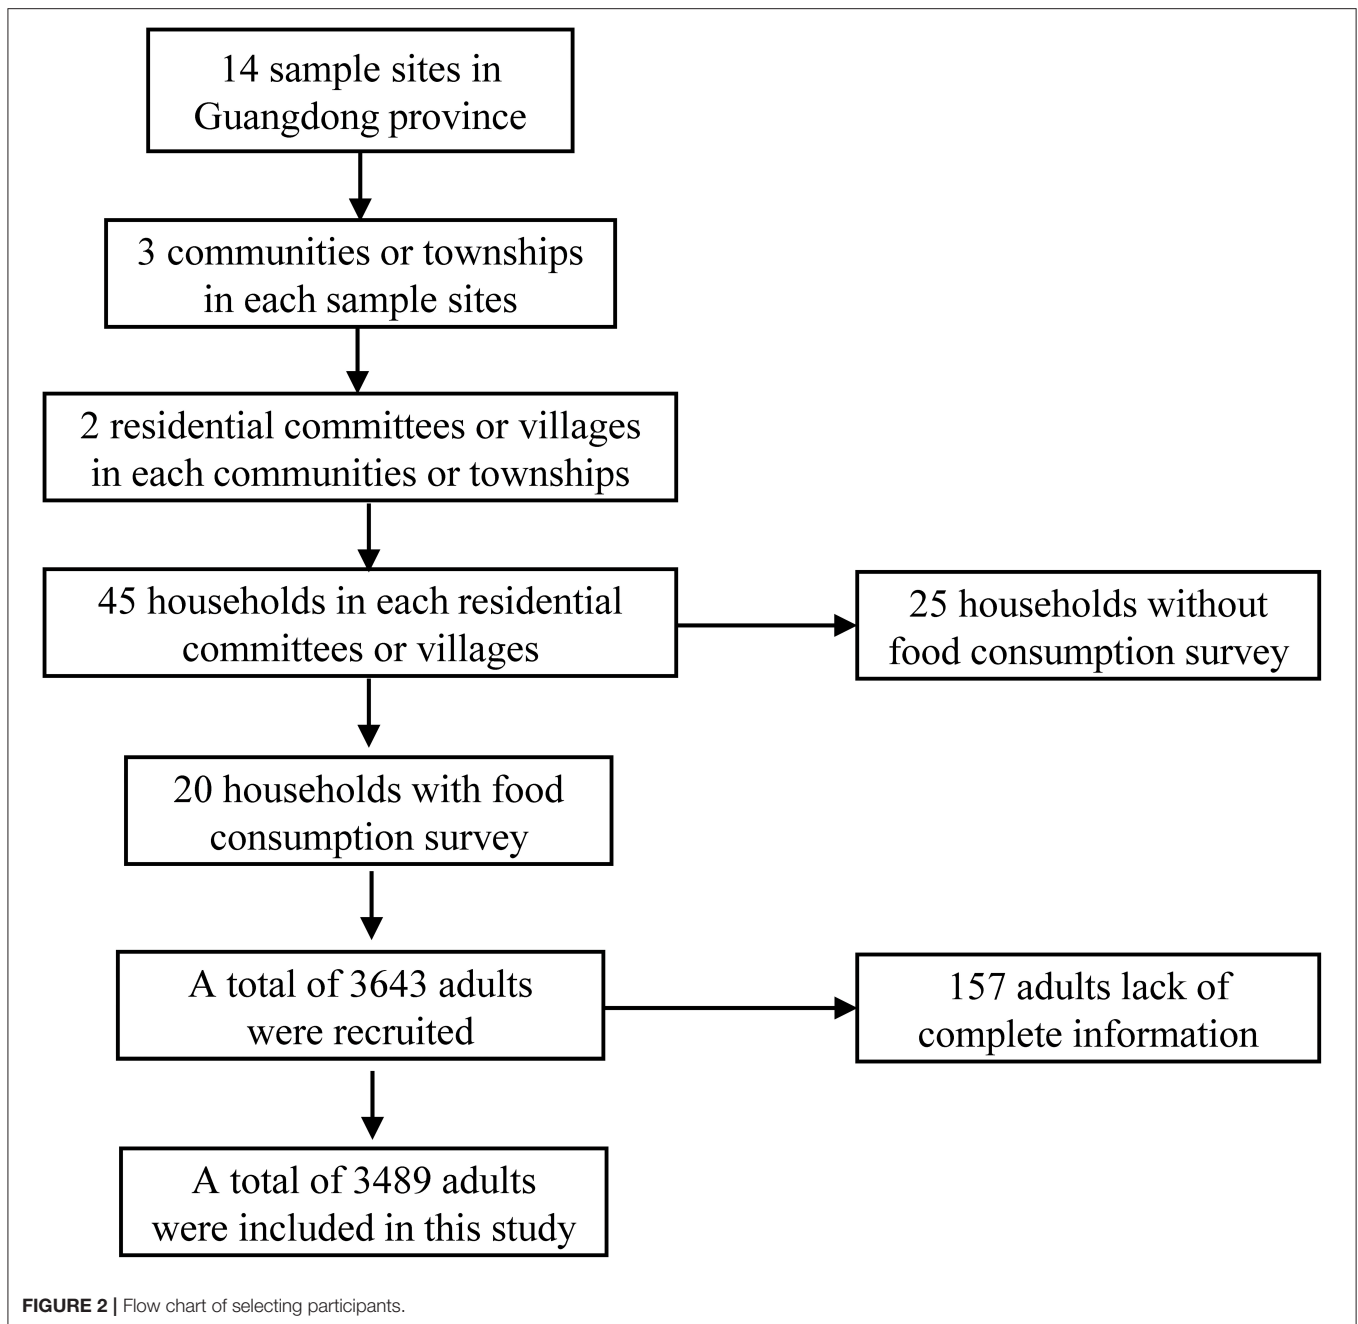 14 sample sites in
Guangdong province
3 communities or townships
in each sample sites
2 residential committees or villages
in each communities or townships
45 households in each residential
committees or villages
25 households without
food consumption survey
20 households with food
consumption survey
A total of 3643 adults
were recruited
157 adults lack of
complete information
A total of 3489 adults
were included in this study
FIGURE 2 | Flow chart of selecting participants.